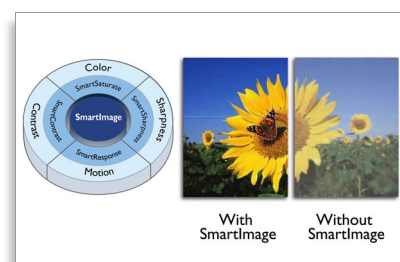 Color
SmartSaturate
Contrast
SmartContrast
SmartImage
SmartSharpness
Sharpness
SmartResponse
Motion
With
SmartImage
Without
SmartImage